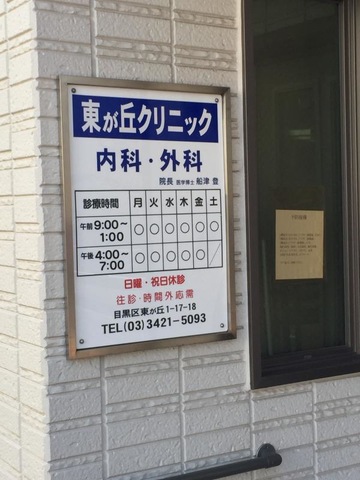 東が丘クリニック
内科・外科
院長 医学博士 船津 登
診療時間 月 火 水 木 金 土
午前 9:00～1:00 ○ ○ ○ ○ ○ ○
午後 4:00～7:00 ○ ○ ○ ○ ○ /
日曜・祝日休診
往診・時間外応需
目黒区東が丘1-17-18
TEL(03)3421-5093